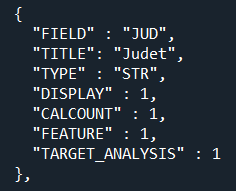 {
"FIELD" : "JUD",
"TITLE": "Judet",
"TYPE" : "STR",
"DISPLAY" : 1,
"CALCOUNT" : 1,
"FEATURE" : 1,
"TARGET_ANALYSIS" : 1
},